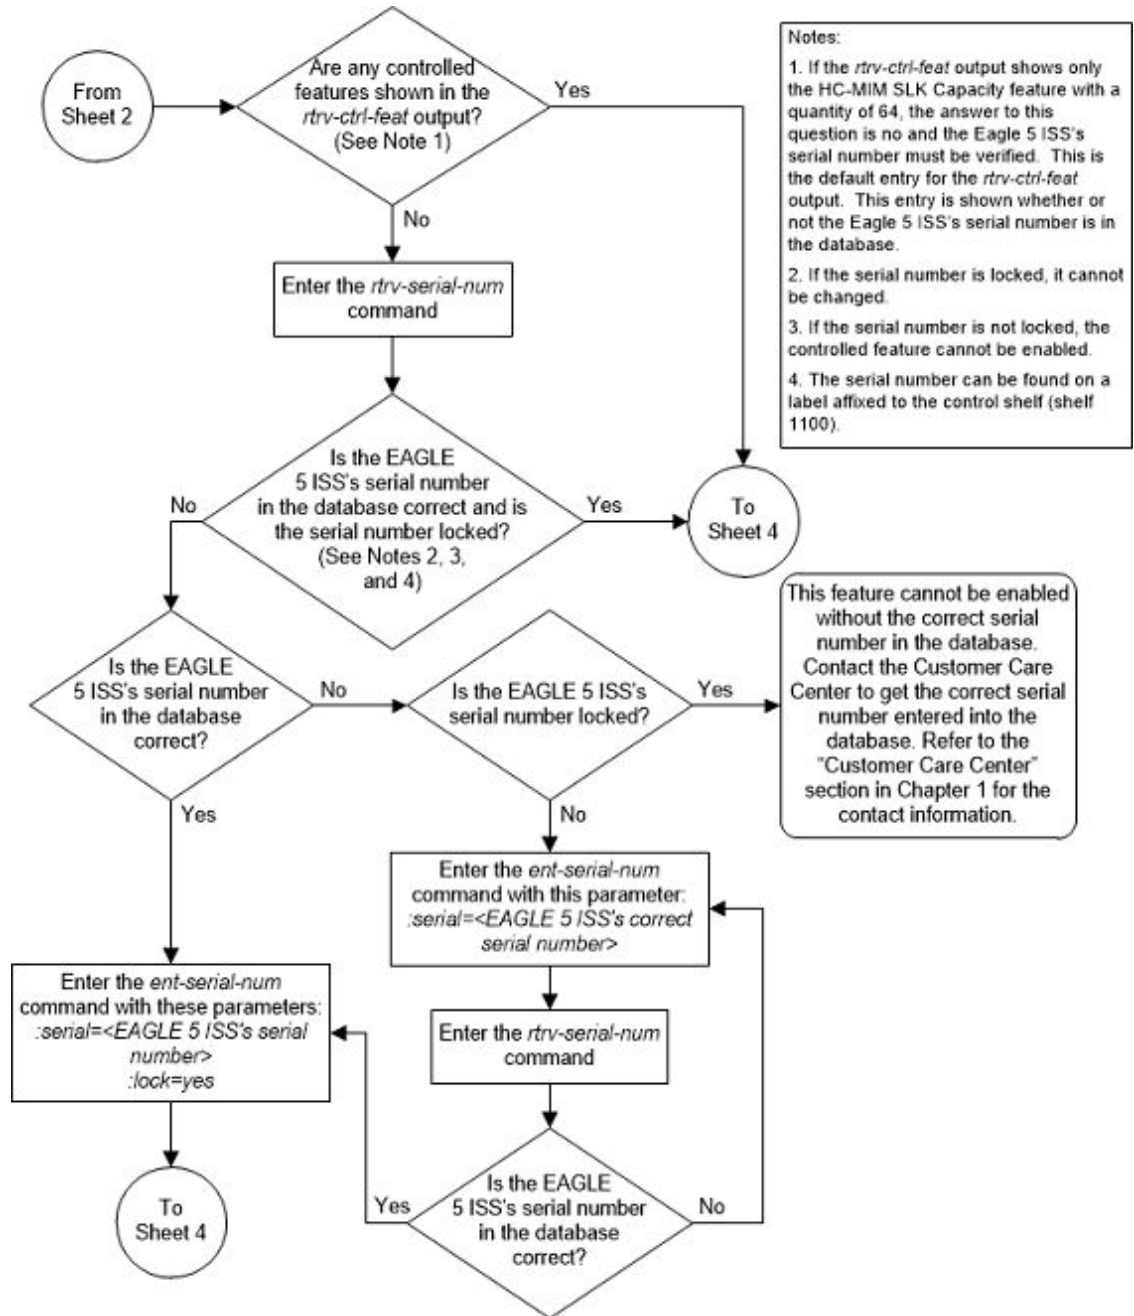 From
Sheet 2
Are any controlled
features shown in the
rtrv-ctrl-feat output?
(See Note 1)
Yes
No
Notes:
1. If the rtrv-ctrl-feat output shows only
the HC-MIM SLK Capacity feature with a
quantity of 64, the answer to this
question is no and the Eagle 5 ISS's
serial number must be verified. This is
the default entry for the rtrv-ctrl-feat
output. This entry is shown whether or
not the Eagle 5 ISS's serial number is in
the database.
2. If the serial number is locked, it cannot
be changed.
3. If the serial number is not locked, the
controlled feature cannot be enabled.
4. The serial number can be found on a
label affixed to the control shelf (shelf
1100).
Enter the rtrv-serial-num
command
Is the EAGLE
5 ISS's serial number
in the database correct and is
the serial number locked?
(See Notes 2, 3,
and 4)
No
Yes
To
Sheet 4
Is the EAGLE
5 ISS's serial number
in the database
correct?
No
Yes
Is the EAGLE 5 ISS's
serial number locked?
Yes
No
This feature cannot be enabled
without the correct serial
number in the database.
Contact the Customer Care
Center to get the correct serial
number entered into the
database. Refer to the
"Customer Care Center"
section in Chapter 1 for the
contact information.
Enter the ent-serial-num
command with this parameter:
:serial=<EAGLE 5 ISS's correct
serial number>
Enter the ent-serial-num
command with these parameters:
:serial=<EAGLE 5 ISS's serial
number>
:lock=yes
Enter the rtrv-serial-num
command
Is the EAGLE
5 ISS's serial number
in the database
correct?
Yes
No
To
Sheet 4